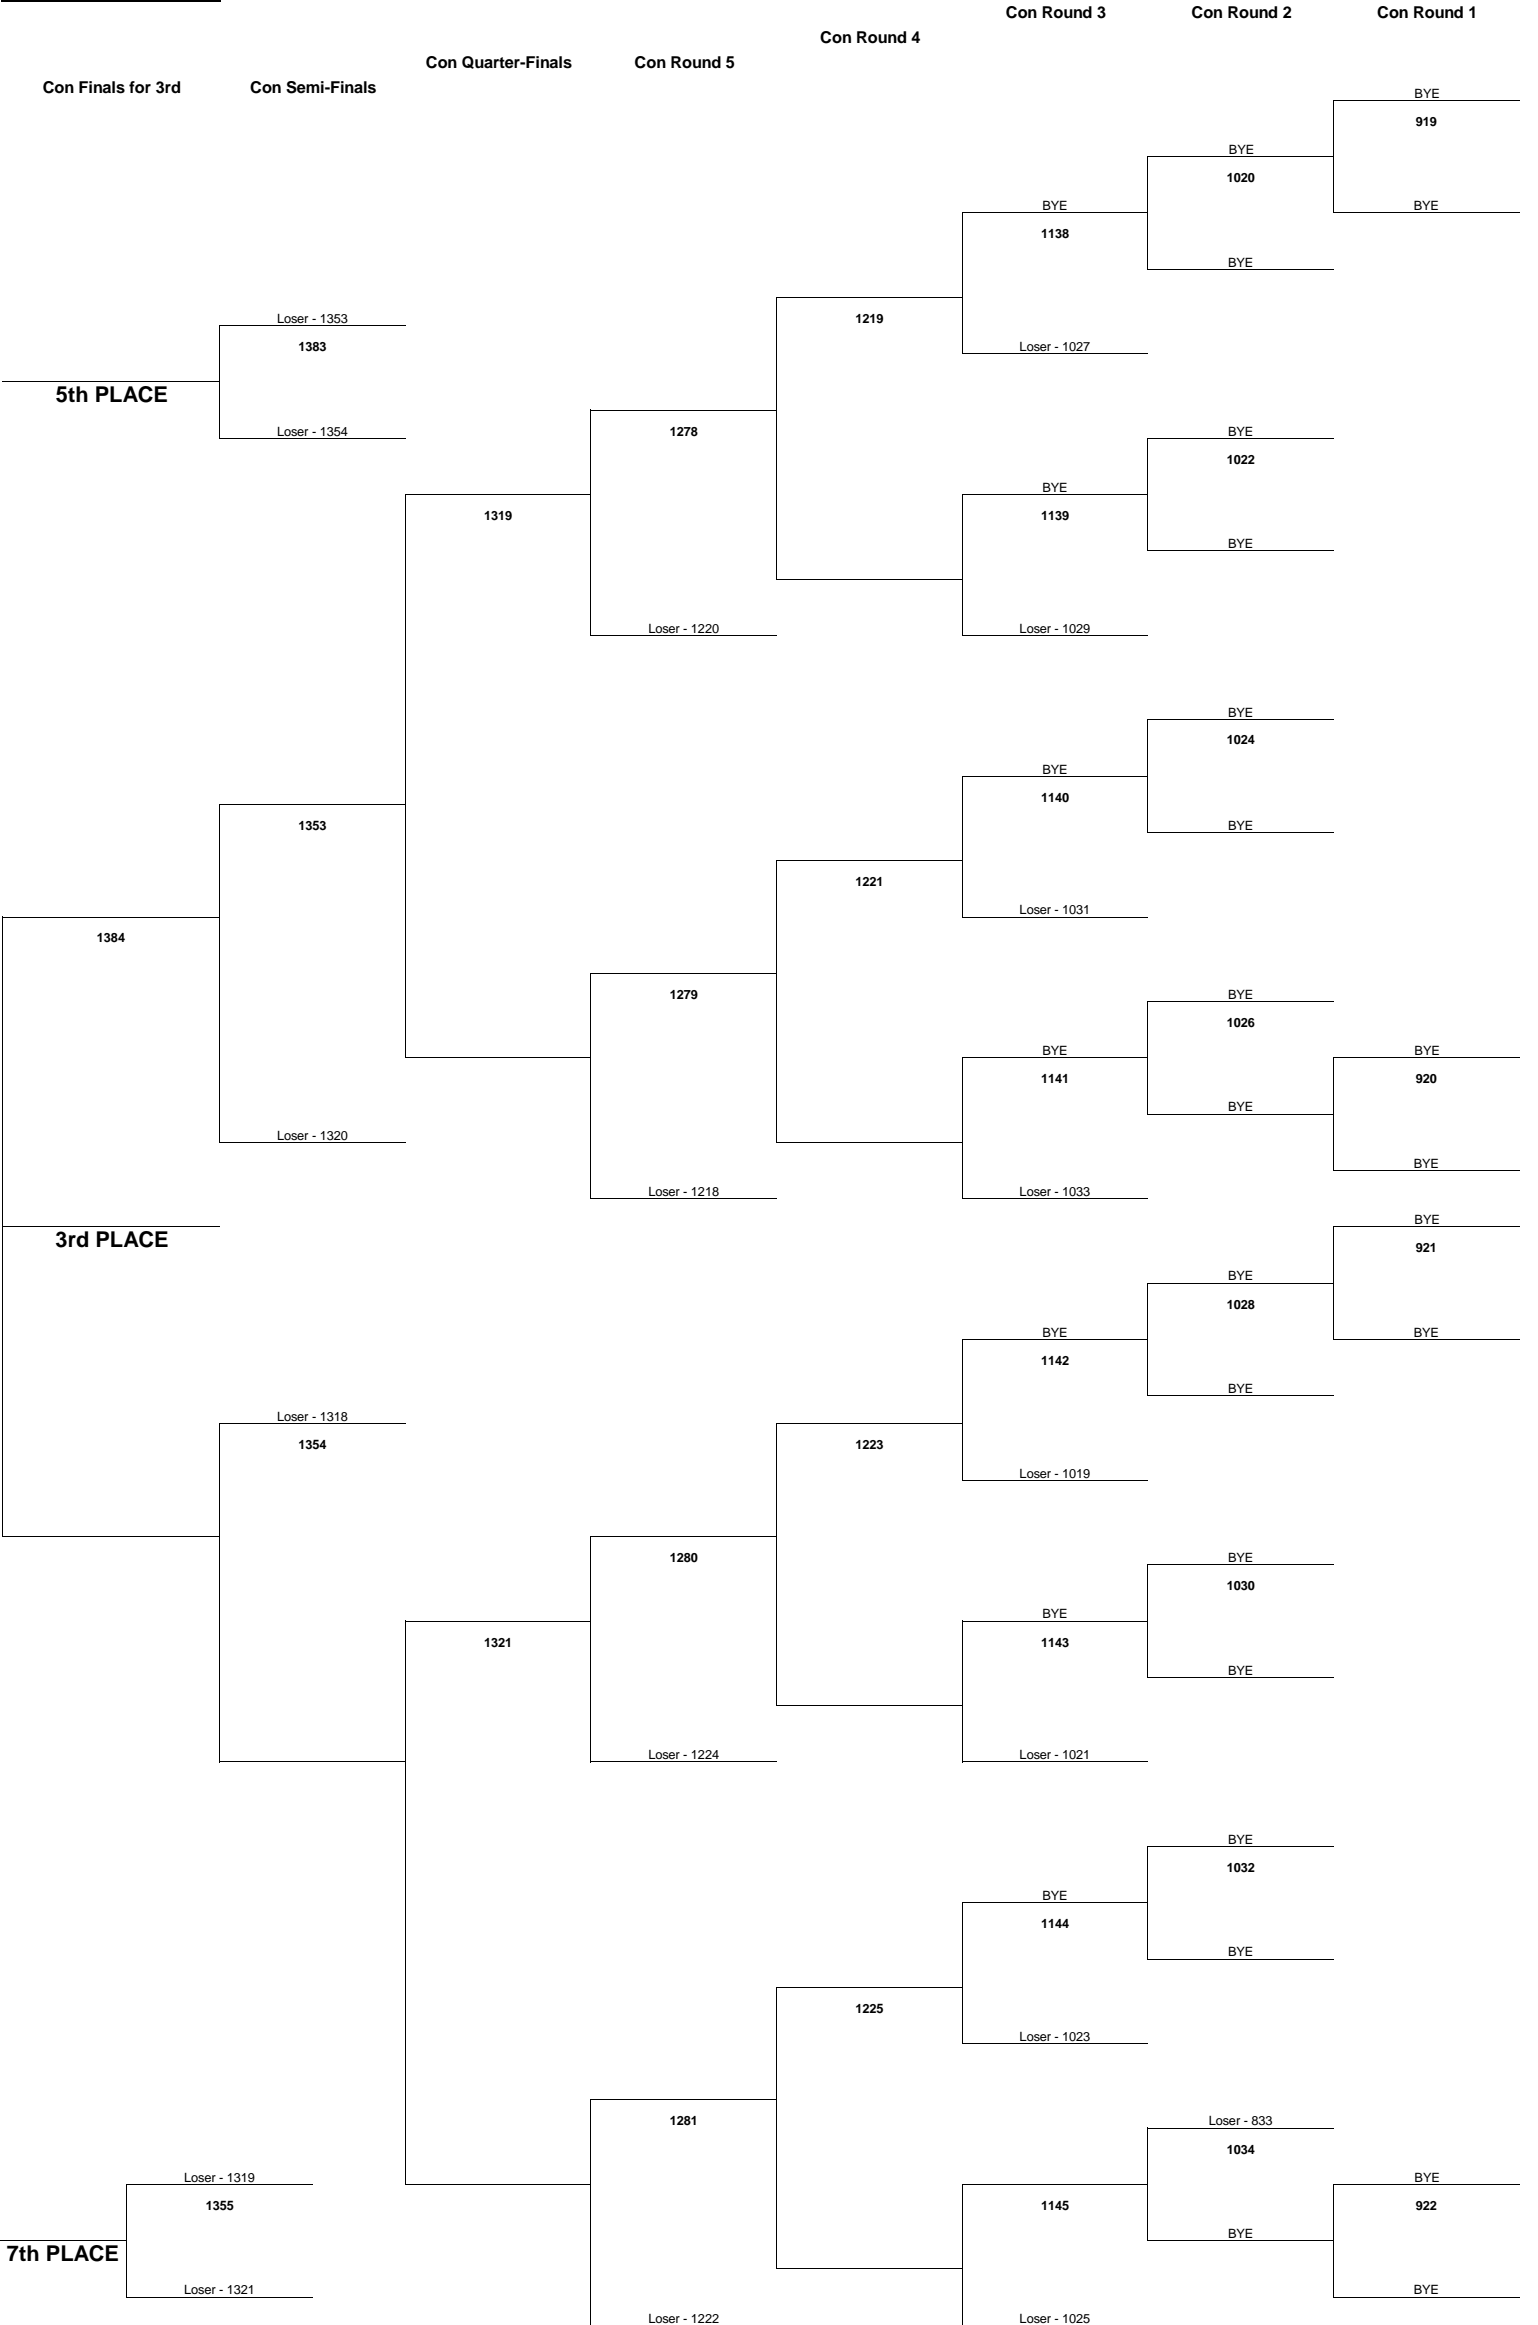 Con Round 3 Con Round 2 Con Round 1
Con Round 4
Con Quarter-Finals Con Round 5
Con Finals for 3rd Con Semi-Finals
BYE
919
BYE
1020
BYE BYE
1138
BYE
Loser - 1353 1219
1383 Loser - 1027
5th PLACE
Loser - 1354 1278 BYE
1022
BYE
1319 1139
BYE
Loser - 1220 Loser - 1029
BYE
1024
BYE
1140
1353 BYE
1221
Loser - 1031
1384
1279 BYE
1026
BYE BYE
1141 920
BYE
Loser - 1320
BYE
Loser - 1218 Loser - 1033
BYE
3rd PLACE
921
BYE
1028
BYE BYE
1142
BYE
Loser - 1318
1354 1223
Loser - 1019
1280 BYE
1030
BYE
1321 1143
BYE
Loser - 1224 Loser - 1021
BYE
1032
BYE
1144
BYE
1225
Loser - 1023
1281 Loser - 833
1034
Loser - 1319 BYE
1355 1145 922
BYE
7th PLACE
Loser - 1321 BYE
Loser - 1222 Loser - 1025